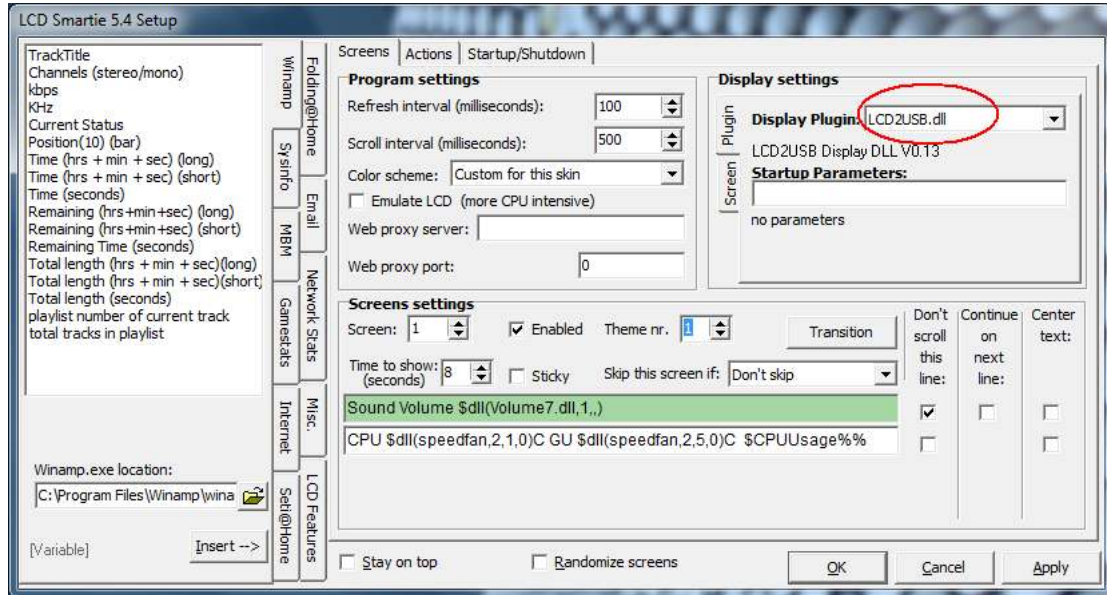 LCD Smartie 5.4 Setup
TrackTitle
Channels (stereo/mono)
kbps
KHz
Current Status
Position(10) (bar)
Time (hrs + min + sec) (long)
Time (hrs + min + sec) (short)
Time (seconds)
Remaining (hrs+min+sec) (long)
Remaining (hrs+min+sec) (short)
Remaining Time (seconds)
Total length (hrs + min + sec)(long)
Total length (hrs + min + sec)(short)
Total length (seconds)
playlist number of current track
total tracks in playlist
Winamp.exe location:
C:\Program Files\Winamp\wina
[Variable]
Insert -->
Winamp
Sysinfo
MBM
Gamestats
Internet
Seti@Home
Folding@Home
Email
Network Stats
Misc.
LCD Features
Screens
Actions
Startup/Shutdown
Program settings
Refresh interval (milliseconds): 100
Scroll interval (milliseconds): 500
Color scheme: Custom for this skin
Emulate LCD (more CPU intensive)
Web proxy server:
Web proxy port: 0
Display settings
Plugin
Screen
Display Plugin: LCD2USB.dll
LCD2USB Display DLL V0.13
Startup Parameters:
no parameters
Screens settings
Screen: 1
Enabled
Theme nr. 1
Transition
Don't
scroll
this
line:
Continue
on
next
line:
Center
text:
Time to show: 8
(seconds)
Sticky
Skip this screen if: Don't skip
Sound Volume $dll(Volume7.dll,1,,)
CPU $dll(speedfan,2,1,0)C GU $dll(speedfan,2,5,0)C $CPUUsage%%
Stay on top
Randomize screens
OK
Cancel
Apply